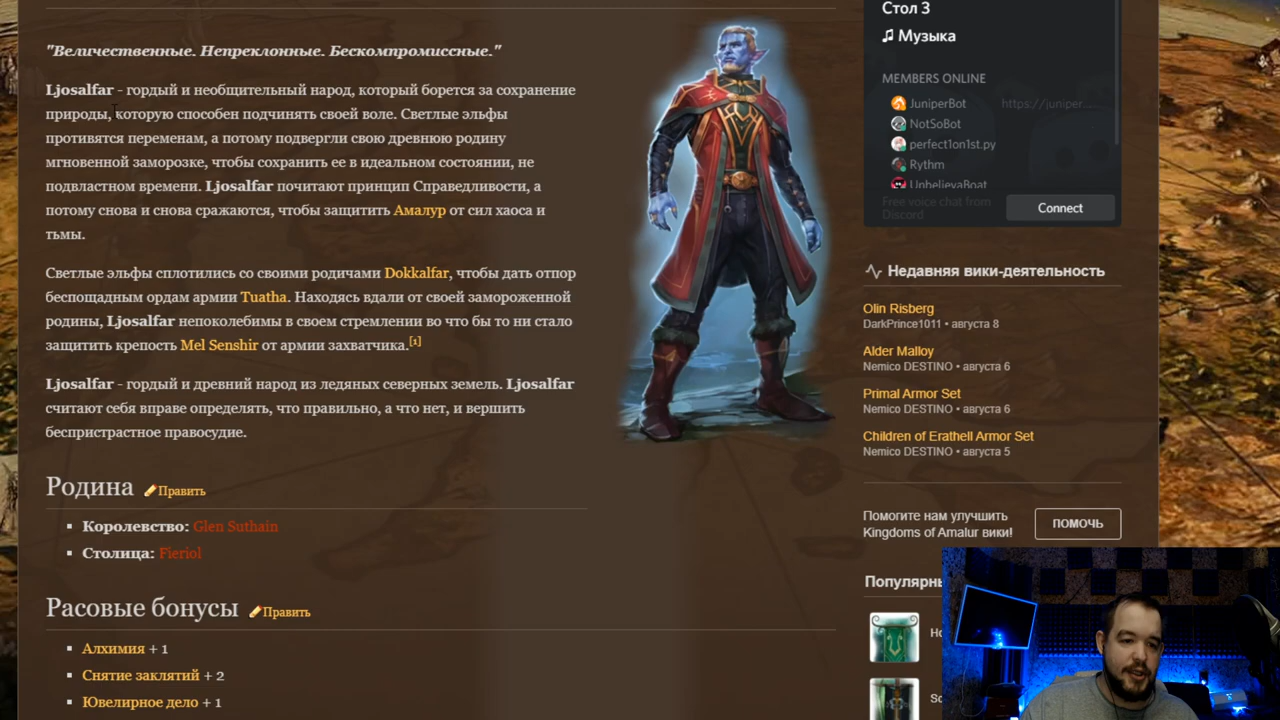 "Величественные. Непреклонные. Бескомпромиссные."
Ljosalfar - гордый и необщительный народ, который борется за сохранение
природы, которую способен подчинять своей воле. Светлые эльфы
противятся переменам, а потому подвергли свою древнюю родину
мгновенной заморозке, чтобы сохранить ее в идеальном состоянии, не
подвластном времени. Ljosalfar почитают принцип Справедливости, а
потому снова и снова сражаются, чтобы защитить Амалур от сил хаоса и
тьмы.
Светлые эльфы сплотились со своими родичами Dokkalfar, чтобы дать отпор
беспощадным ордам армии Tuatha. Находясь вдали от своей замороженной
родины, Ljosalfar непоколебимы в своем стремлении во что бы то ни стало
защитить крепость Mel Senshir от армии захватчика.[1]
Ljosalfar - гордый и древний народ из ледяных северных земель. Ljosalfar
считают себя вправе определять, что правильно, а что нет, и вершить
беспристрастное правосудие.
Родина Править
Королевство: Glen Suthain
Столица: Fieriol
Расовые бонусы Править
Алхимия + 1
Снятие заклятий + 2
Ювелирное дело + 1
Стол 3
Музыка
MEMBERS ONLINE
JuniperBot https://juniper...
NotSoBot
perfect1on1st.py
Rythm
UnbelievaBoat
Free voice chat from
Discord
Connect
Недавняя вики-деятельность
Olin Risberg
DarkPrince1011 • августа 8
Alder Malloy
Nemico DESTINO • августа 6
Primal Armor Set
Nemico DESTINO • августа 6
Children of Erathell Armor Set
Nemico DESTINO • августа 5
Помогите нам улучшить
Kingdoms of Amalur вики!
ПОМОЧЬ